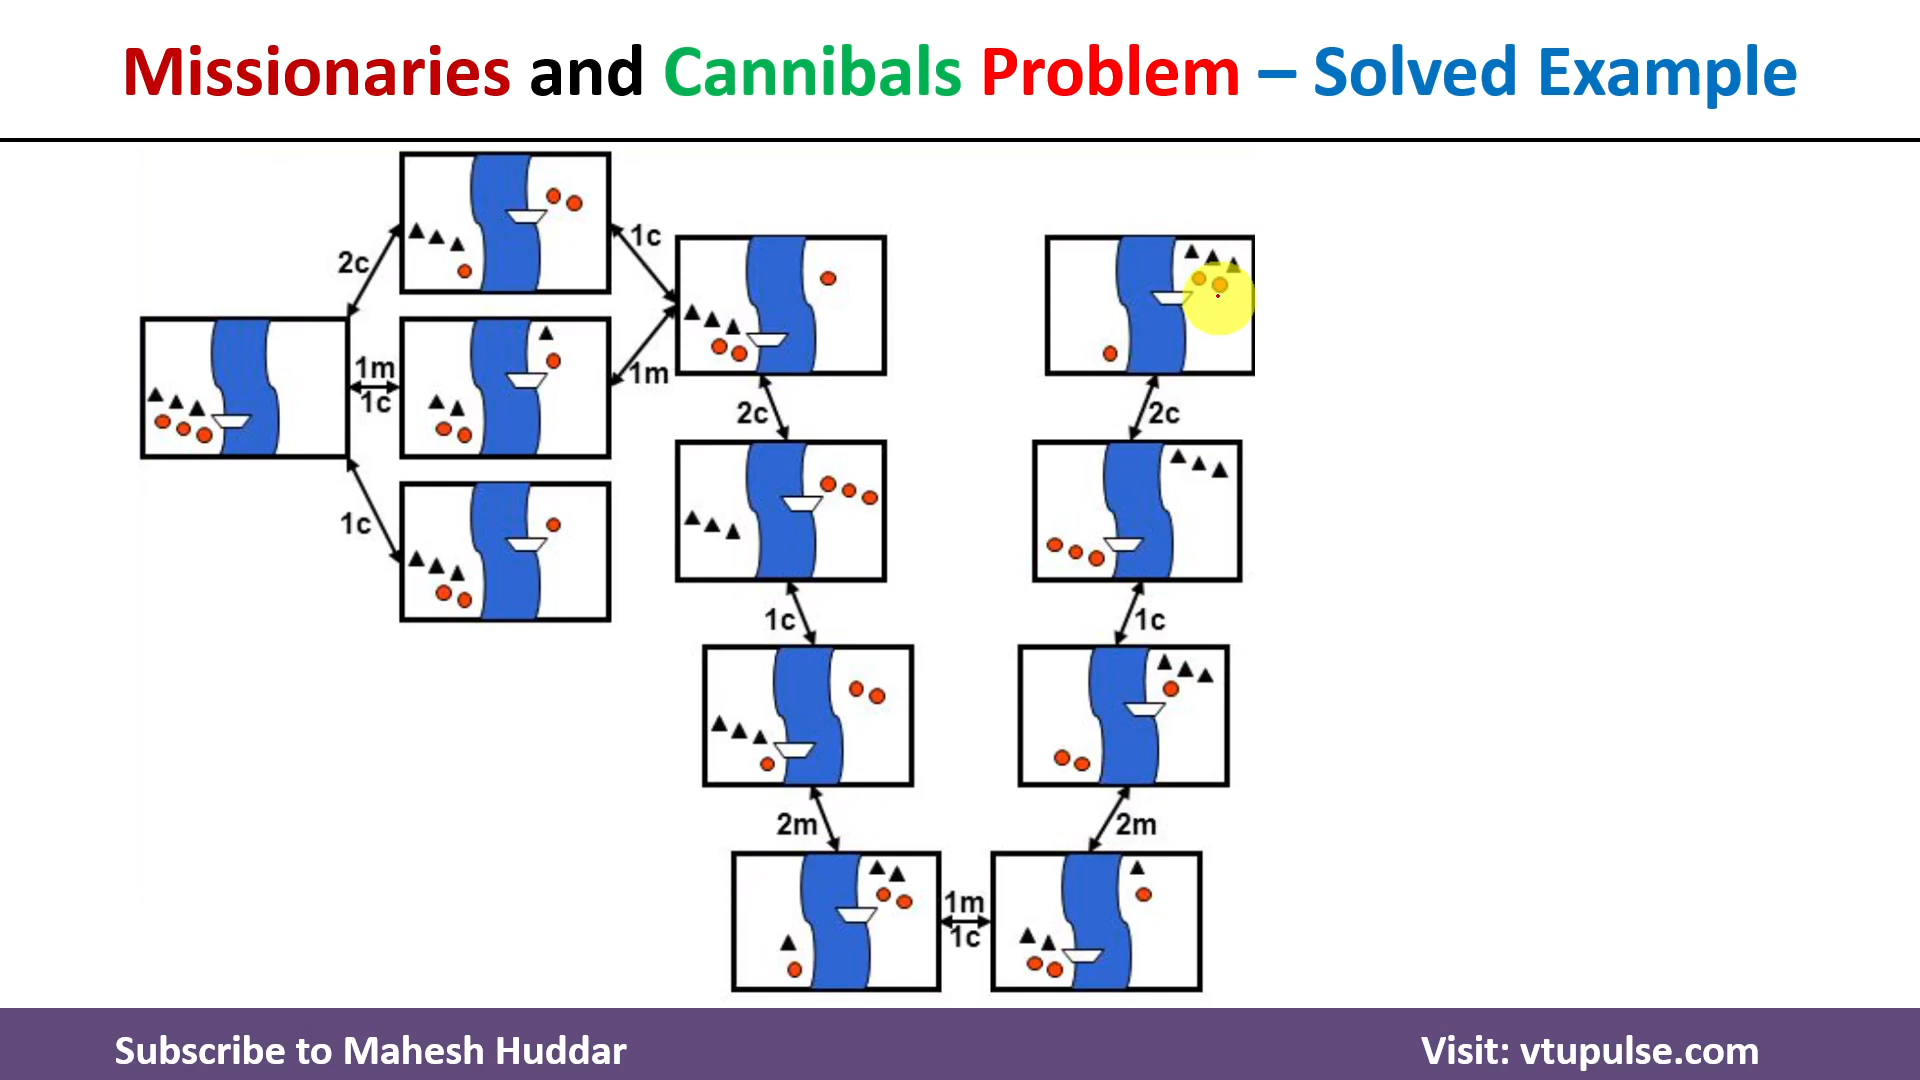 Missionaries and Cannibals Problem – Solved Example
2c
1c
1m
1c
1m
1c
2c
1c
2m
1m
1c
2c
1c
2m
Subscribe to Mahesh Huddar
Visit: vtupulse.com